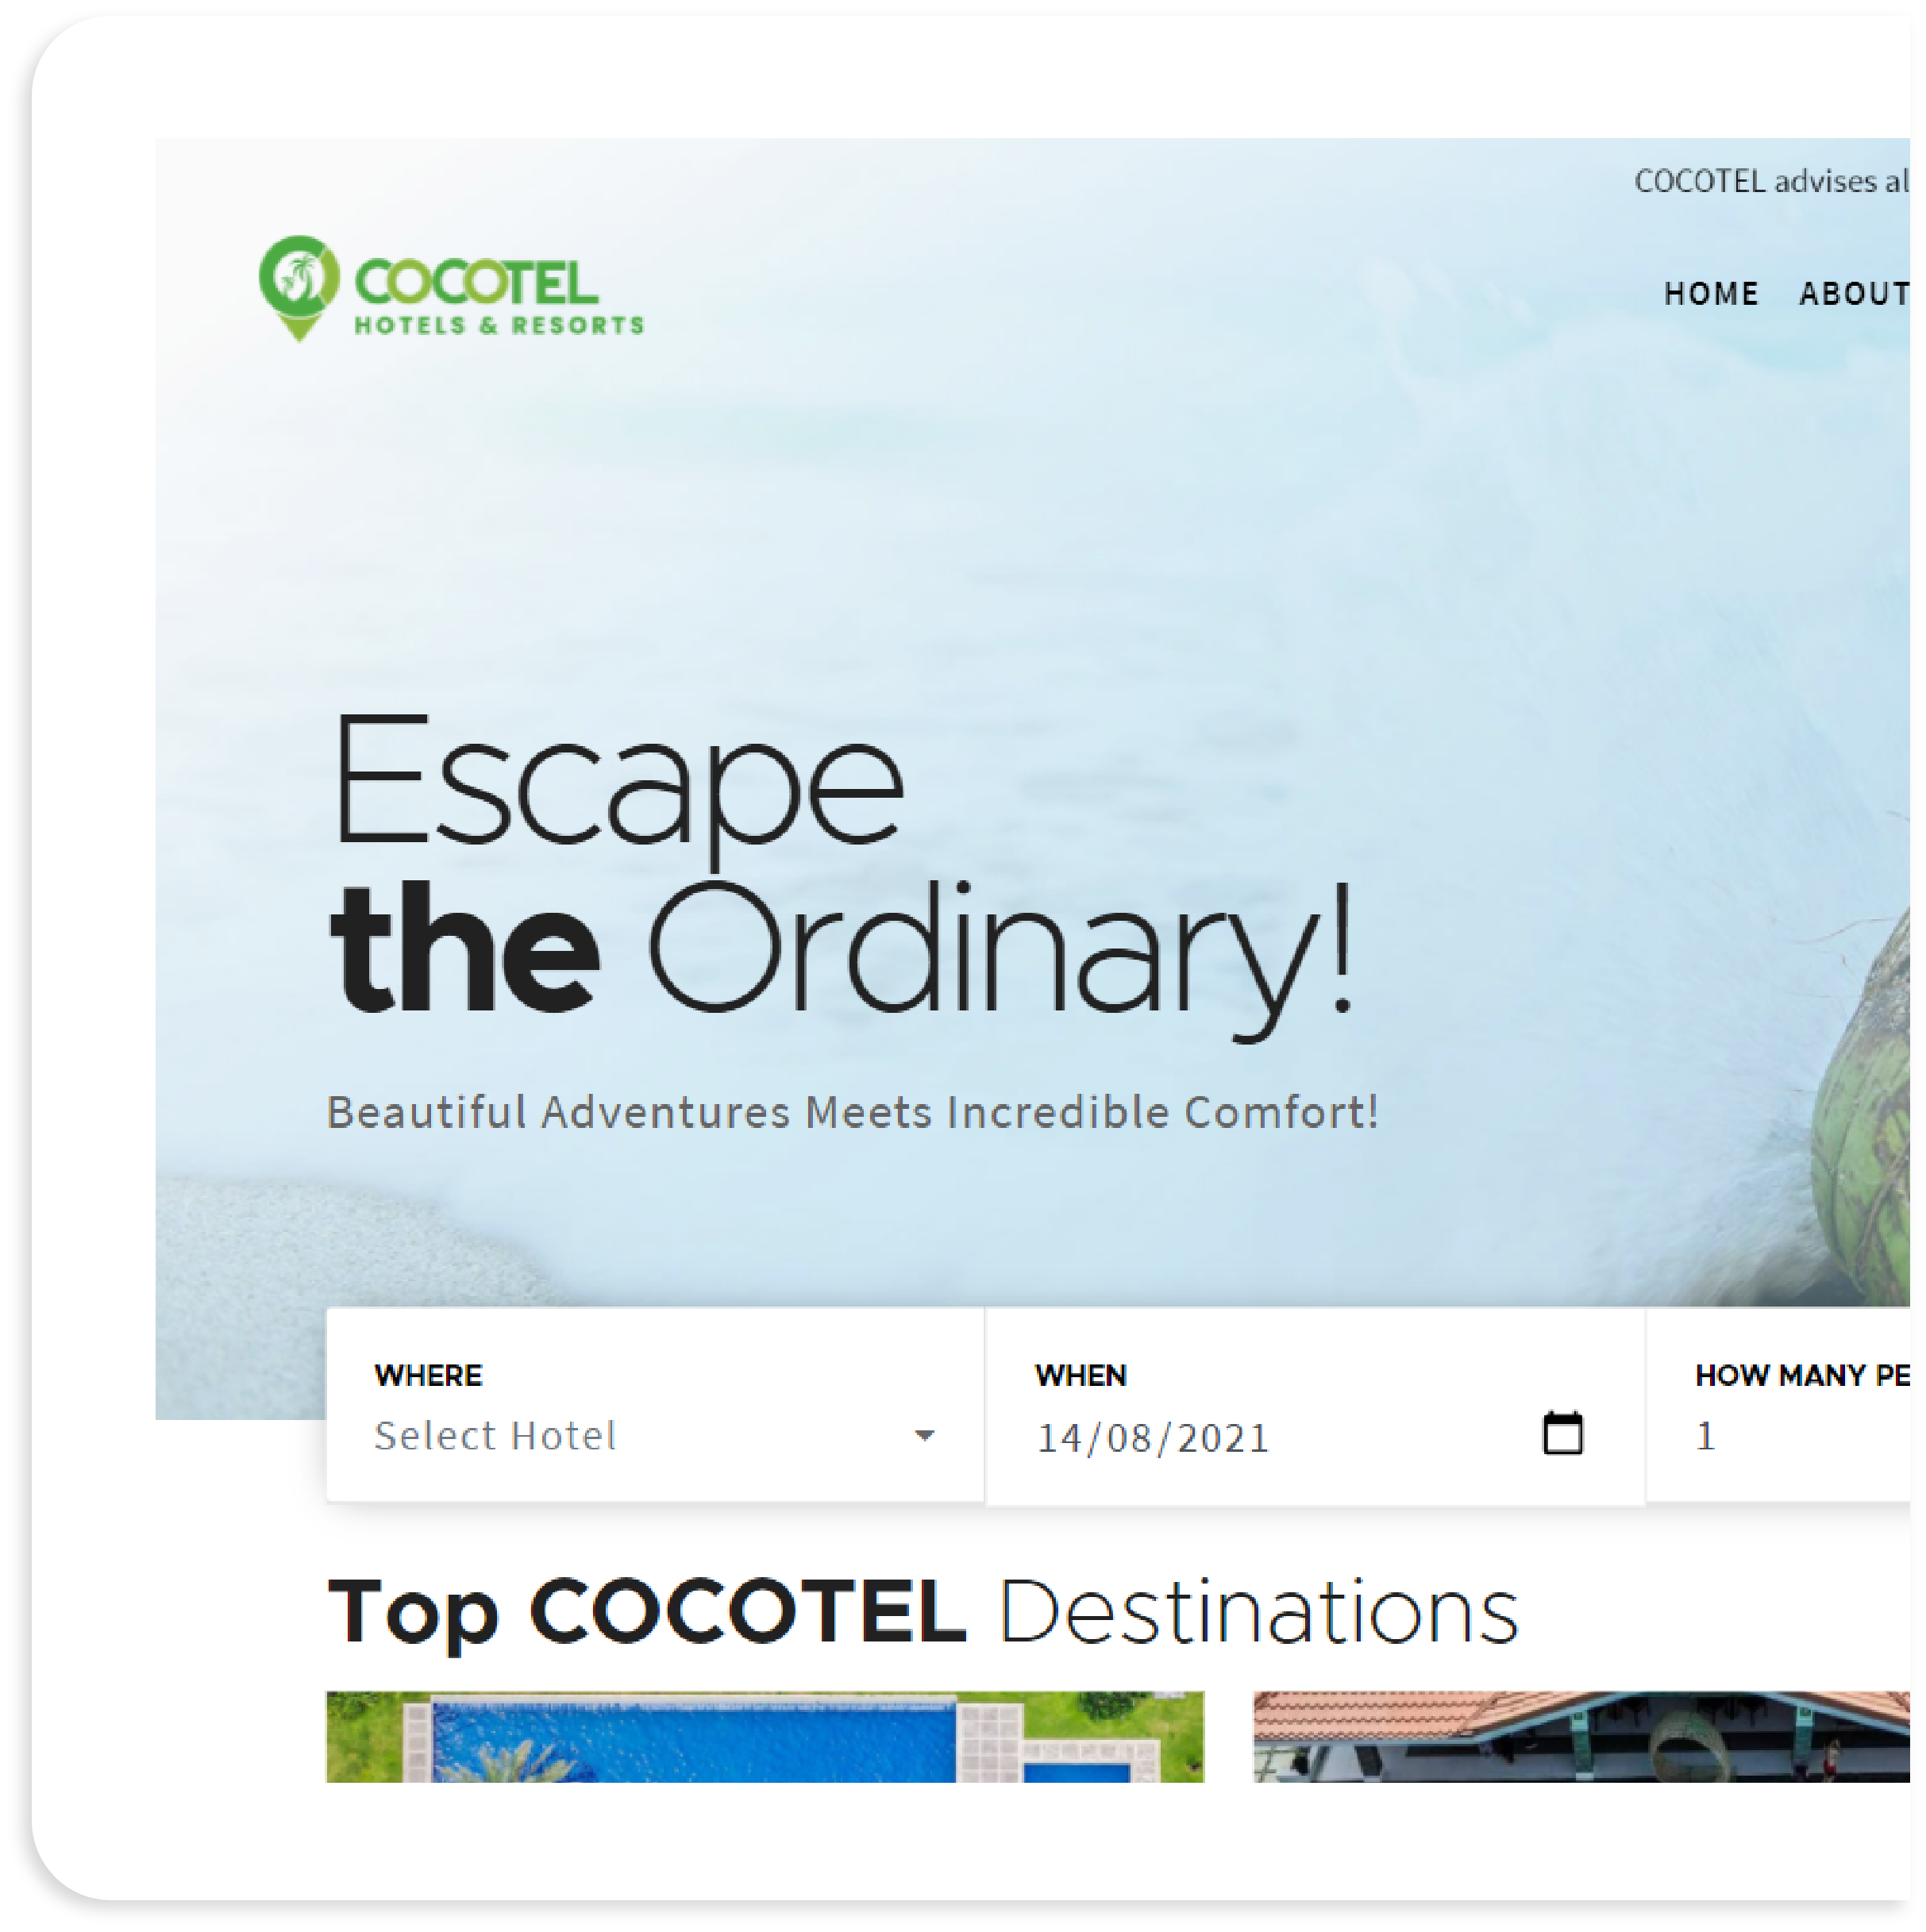 COCOTEL advises al
COCOTEL
HOTELS & RESORTS
HOME ABOUT
Escape
the Ordinary!
Beautiful Adventures Meets Incredible Comfort!
WHERE
Select Hotel
WHEN
14/08/2021
HOW MANY PE
1
Top COCOTEL Destinations